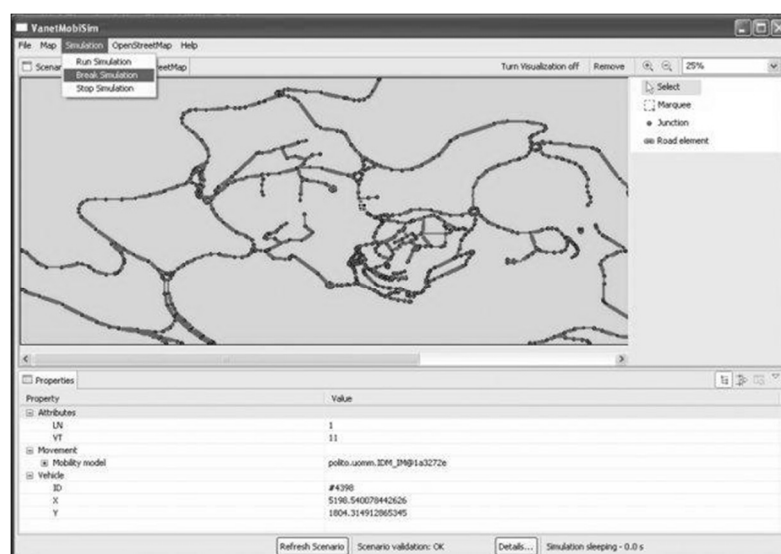 VanetMobiSim
File Map Simulation OpenStreetMap Help
Run Simulation
Break Simulation
Stop Simulation
Turn Visualization off Remove 25%
Select
Marquee
Junction
Road element
Properties
Property Value
Attributes
LN 1
VT 11
Movement
Mobility model polito.uomm.IDM_IM@1a3272e
Vehicle
ID #4398
X 5198.540078442626
Y 1804.314912865345
Refresh Scenario Scenario validation: OK Details... Simulation sleeping - 0.0 s